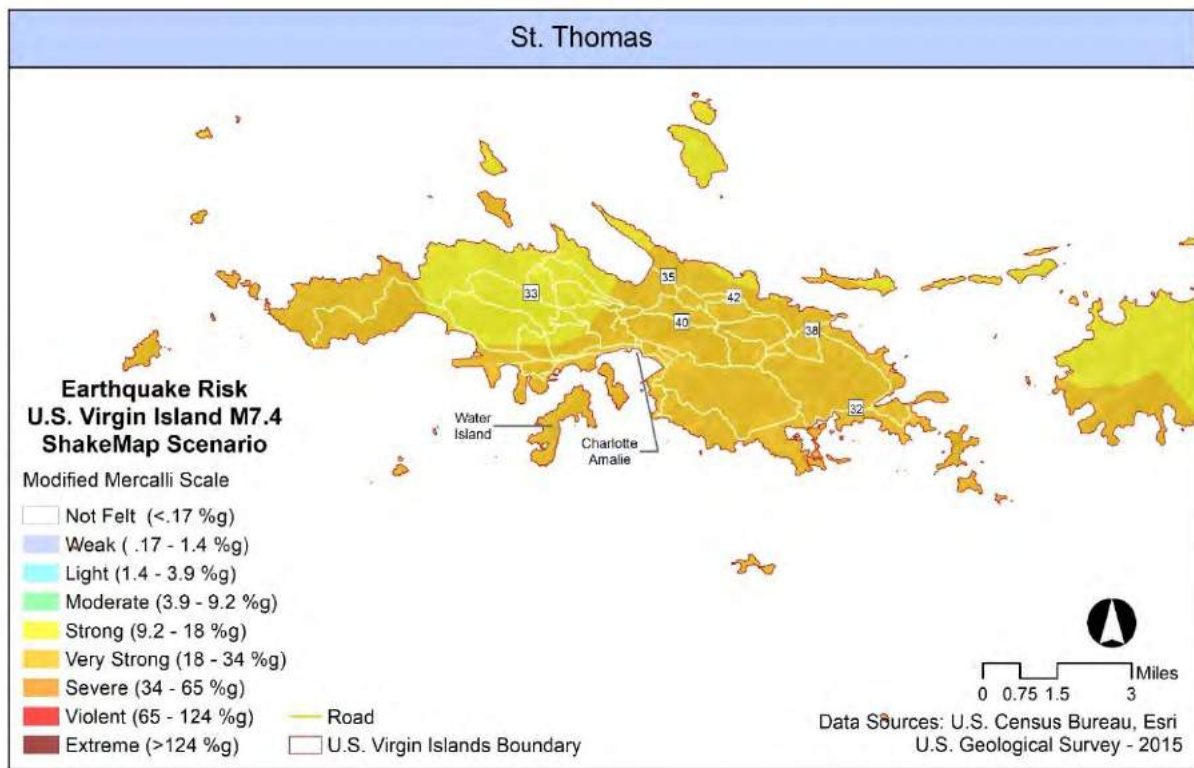 St. Thomas
35
33
42
40
38
32
Water
Island
Charlotte
Amalie
Earthquake Risk
U.S. Virgin Island M7.4
ShakeMap Scenario
Modified Mercalli Scale
Not Felt (<.17 %g)
Weak ( .17 - 1.4 %g)
Light (1.4 - 3.9 %g)
Moderate (3.9 - 9.2 %g)
Strong (9.2 - 18 %g)
Very Strong (18 - 34 %g)
Severe (34 - 65 %g)
Violent (65 - 124 %g)
Extreme (>124 %g)
Road
U.S. Virgin Islands Boundary
Miles
0 0.75 1.5 3
Data Sources: U.S. Census Bureau, Esri
U.S. Geological Survey - 2015